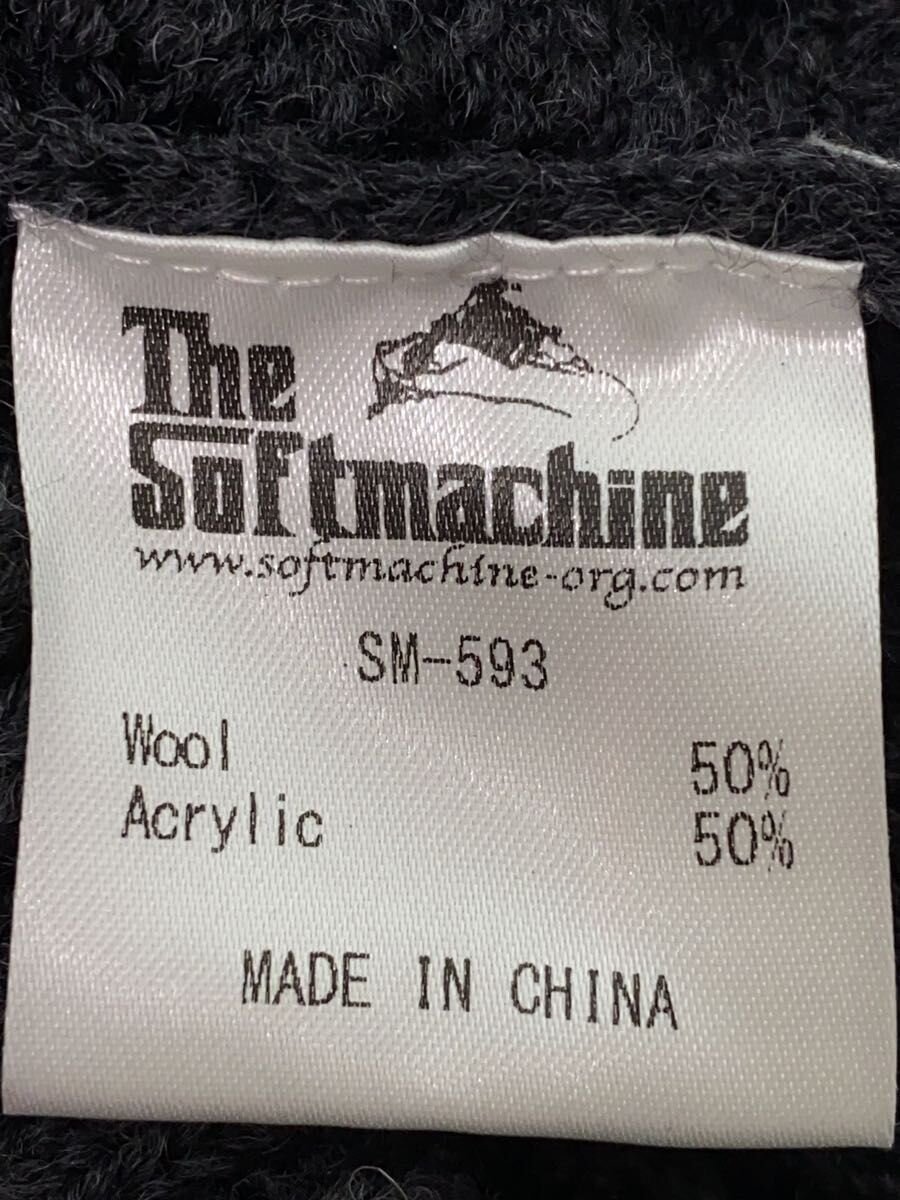 The
Softmachine
www.softmachine-org.com
SM-593
Wool 50%
Acrylic 50%
MADE IN CHINA